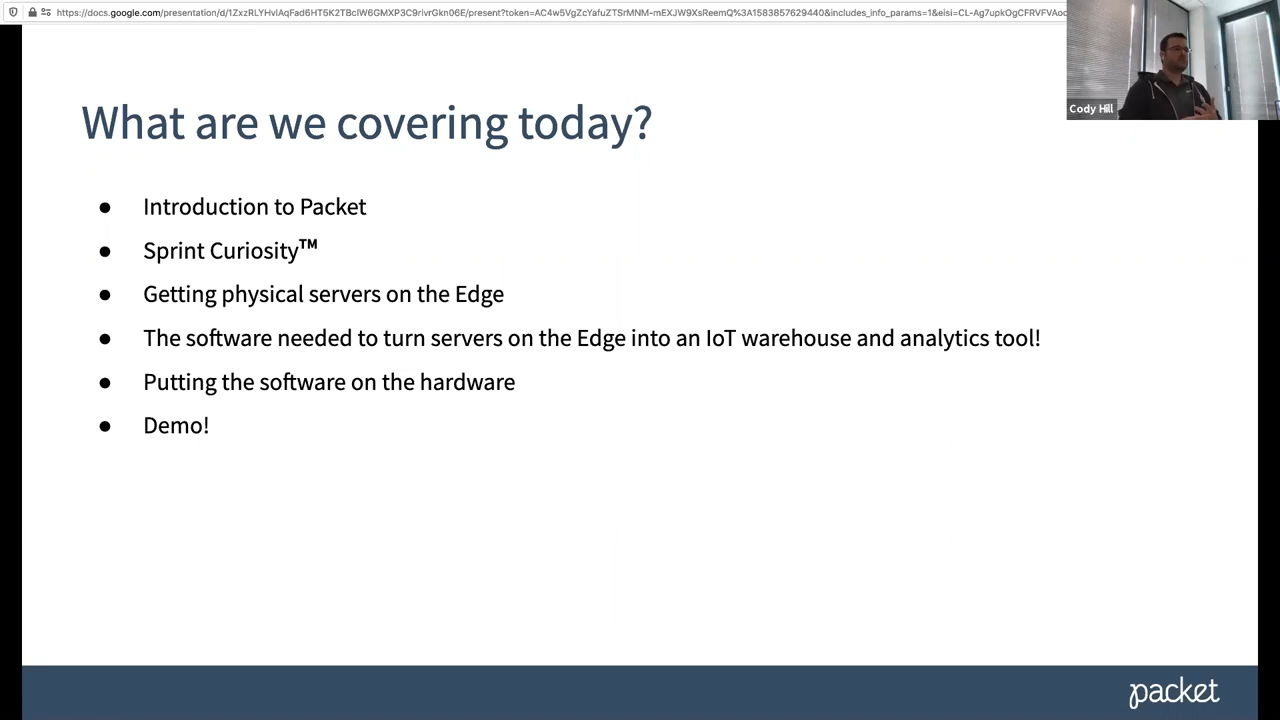 https://docs.google.com/presentation/d/1ZxzRLYHvlAqFad6HT5K2TBclW6GMXP3C9rivrGkn06E/present?token=AC4w5VgZcYafuZTSrMNM-mEXJW9XsReemQ%3A1583857629440&includes_info_params=1&eisi=CL-Ag7upkOgCFRVFVAoc
Cody Hill
What are we covering today?
● Introduction to Packet
● Sprint Curiosity™
● Getting physical servers on the Edge
● The software needed to turn servers on the Edge into an IoT warehouse and analytics tool!
● Putting the software on the hardware
● Demo!
packet